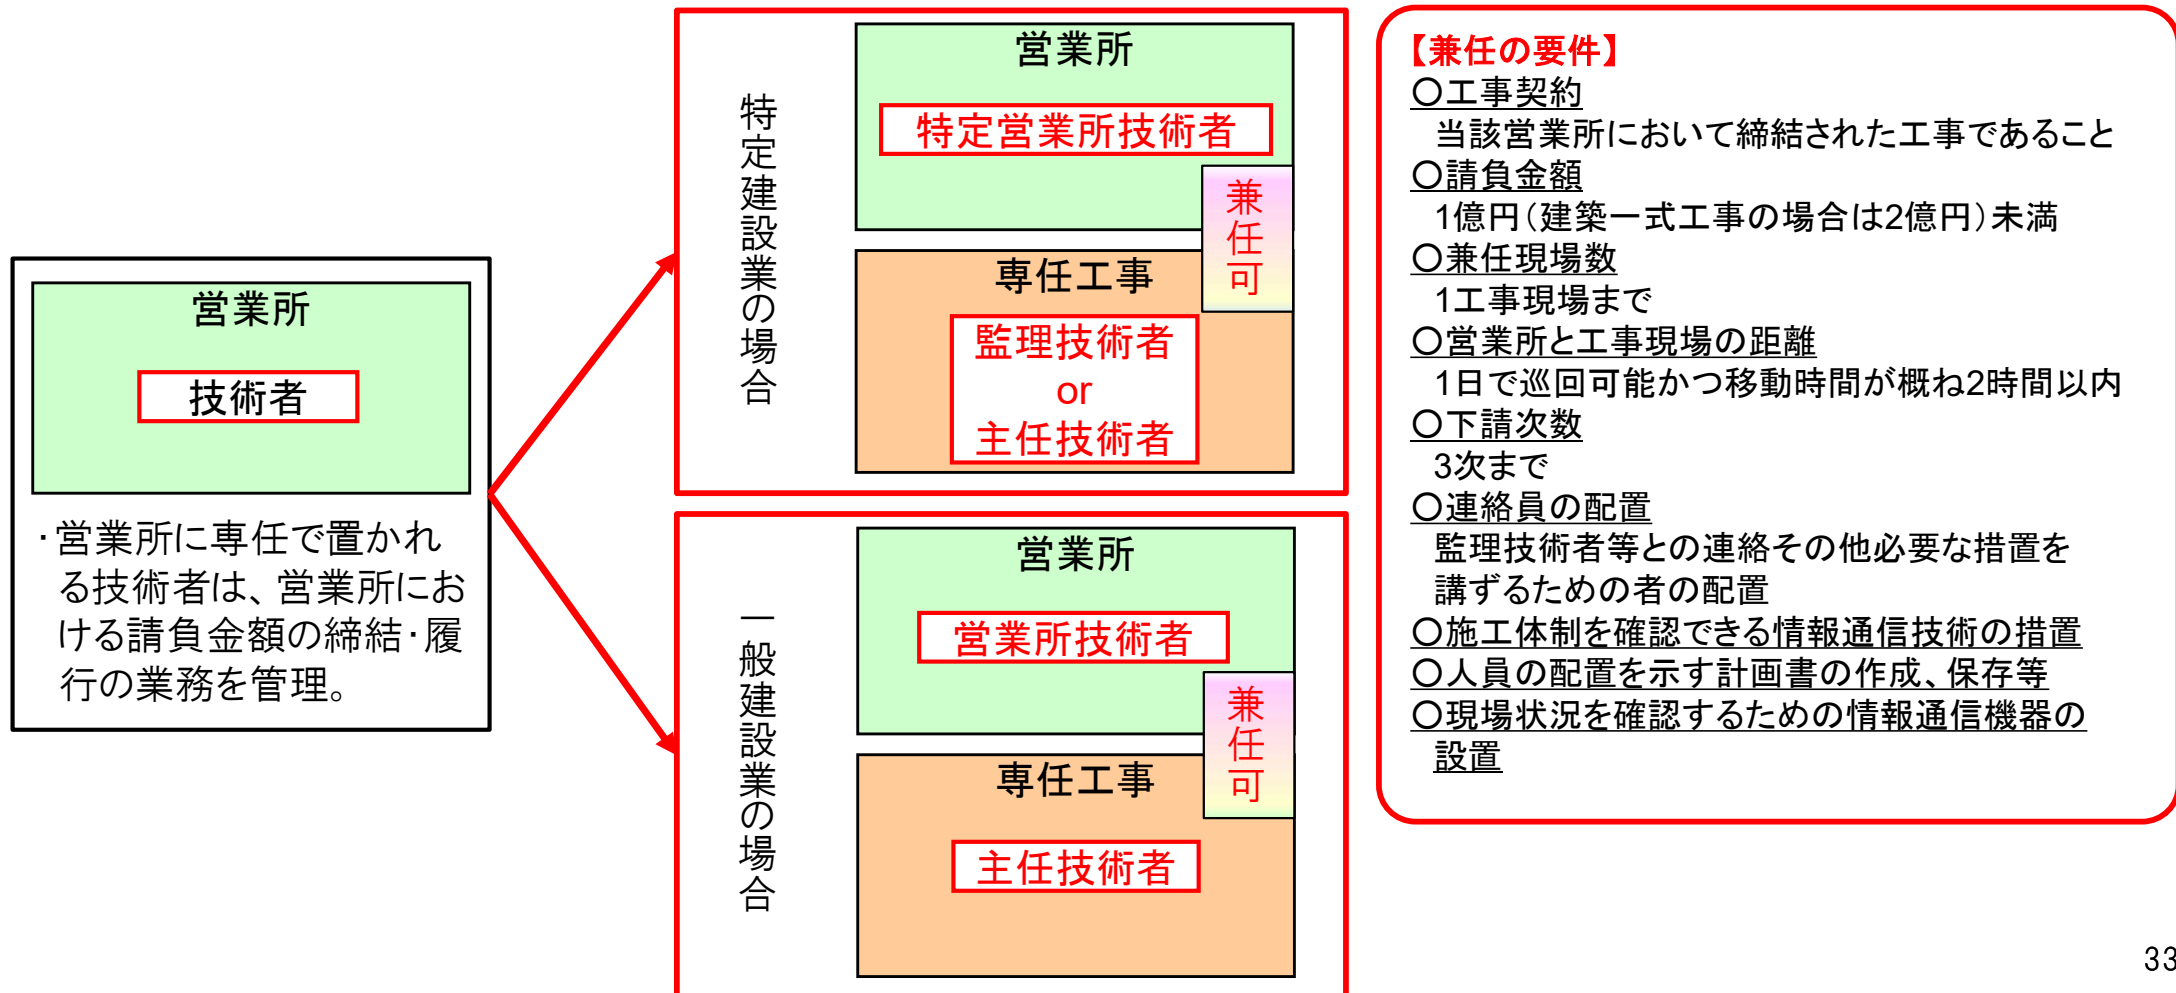 営業所
技術者
・営業所に専任で置かれ
る技術者は、営業所にお
ける請負金額の締結・履
行の業務を管理。
特定建設業の場合
営業所
特定営業所技術者
兼任可
専任工事
監理技術者
or
主任技術者
一般建設業の場合
営業所
営業所技術者
兼任可
専任工事
主任技術者
【兼任の要件】
〇工事契約
当該営業所において締結された工事であること
〇請負金額
1億円（建築一式工事の場合は2億円）未満
〇兼任現場数
1工事現場まで
〇営業所と工事現場の距離
1日で巡回可能かつ移動時間が概ね2時間以内
〇下請次数
3次まで
〇連絡員の配置
監理技術者等との連絡その他必要な措置を
講ずるための者の配置
〇施工体制を確認できる情報通信技術の措置
〇人員の配置を示す計画書の作成、保存等
〇現場状況を確認するための情報通信機器の
設置
33